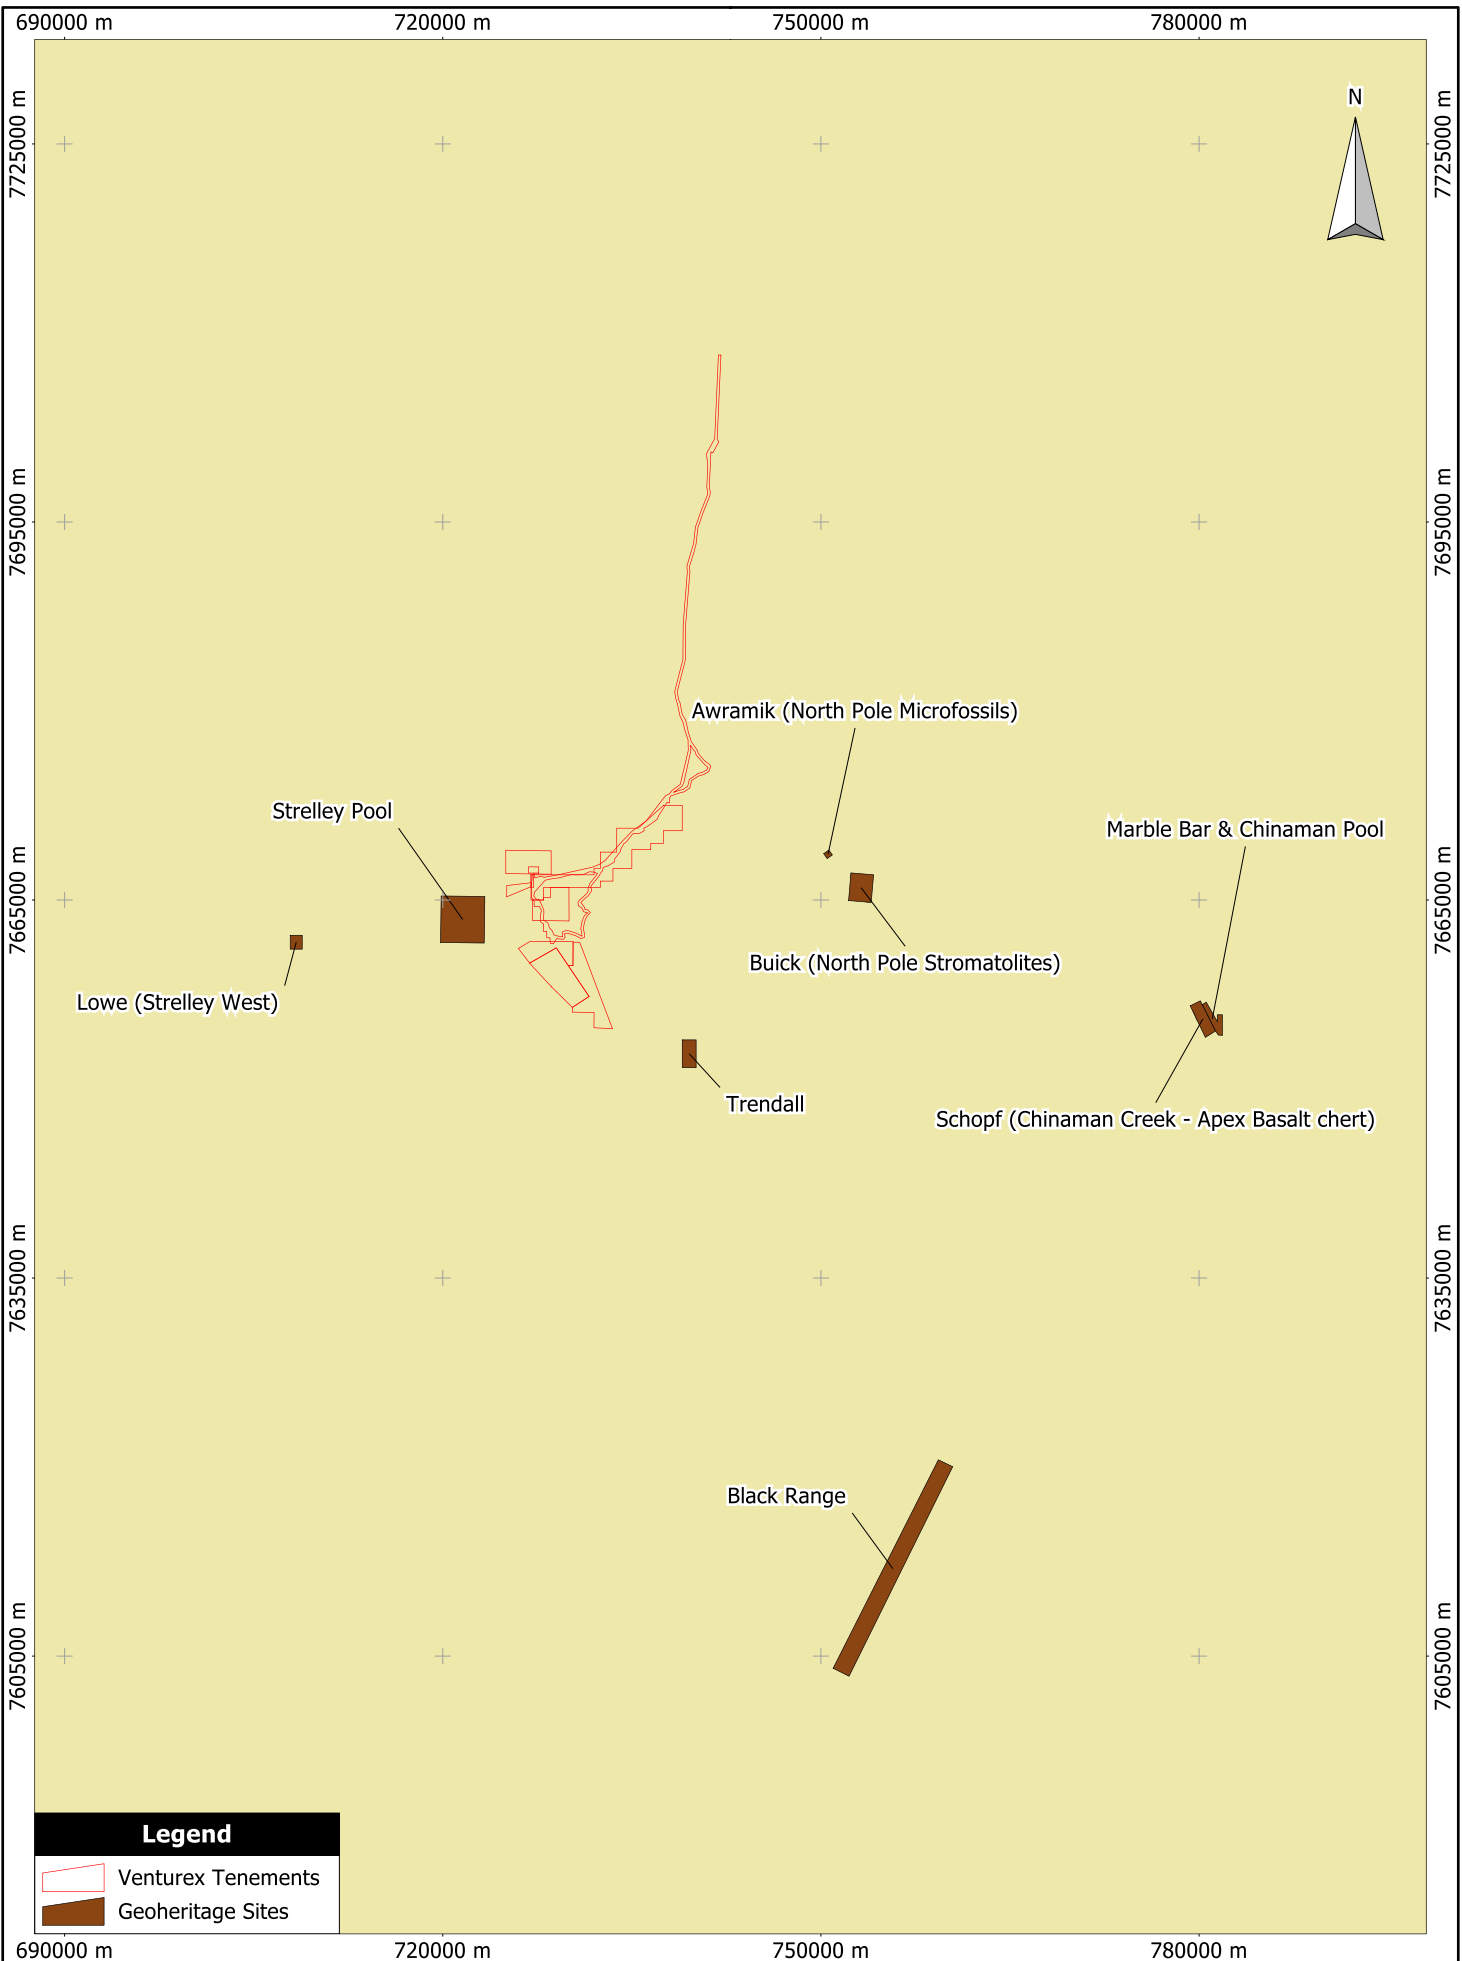 690000 m
720000 m
750000 m
780000 m
N
7725000 m
7725000 m
7695000 m
7695000 m
Awramik (North Pole Microfossils)
Strelley Pool
Marble Bar & Chinaman Pool
7665000 m
7665000 m
Buick (North Pole Stromatolites)
Lowe (Strelley West)
Trendall
Schopf (Chinaman Creek - Apex Basalt chert)
7635000 m
7635000 m
Black Range
7605000 m
7605000 m
Legend
Venturex Tenements
Geoheritage Sites
690000 m
720000 m
750000 m
780000 m